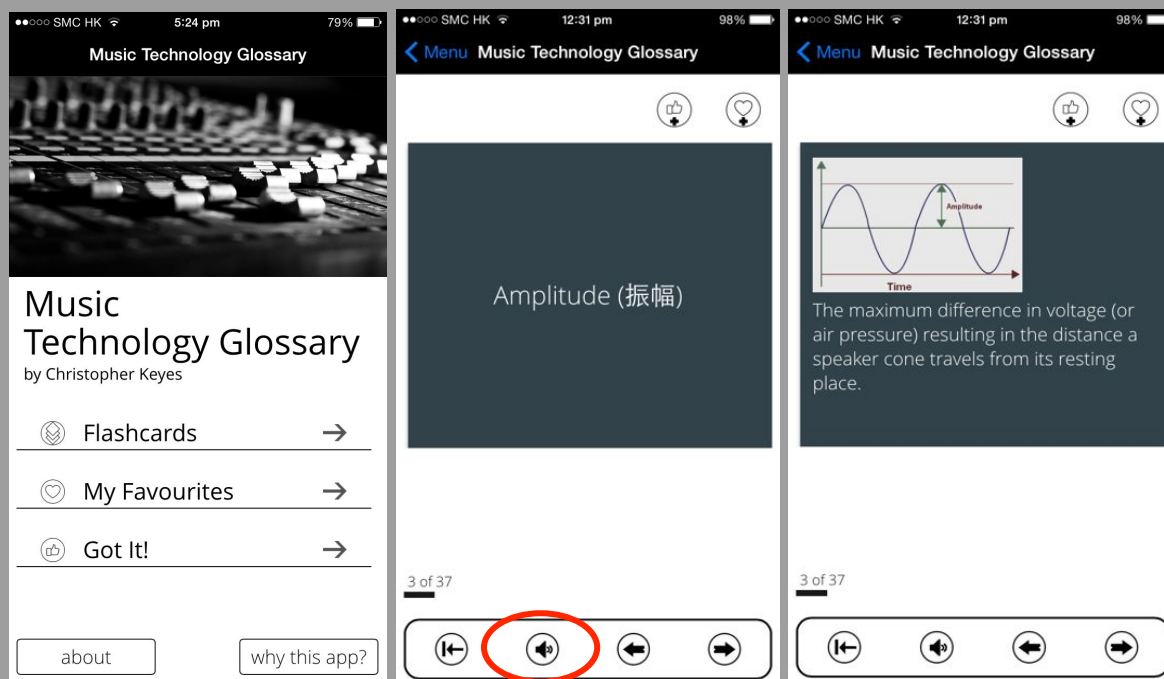 SMC HK 5:24 pm 79%
Music Technology Glossary
Music
Technology Glossary
by Christopher Keyes
Flashcards
My Favourites
Got It!
about
why this app?
SMC HK 12:31 pm 98%
Menu Music Technology Glossary
Amplitude (振幅)
3 of 37
SMC HK 12:31 pm 98%
Menu Music Technology Glossary
Amplitude
Time
The maximum difference in voltage (or
air pressure) resulting in the distance a
speaker cone travels from its resting
place.
3 of 37